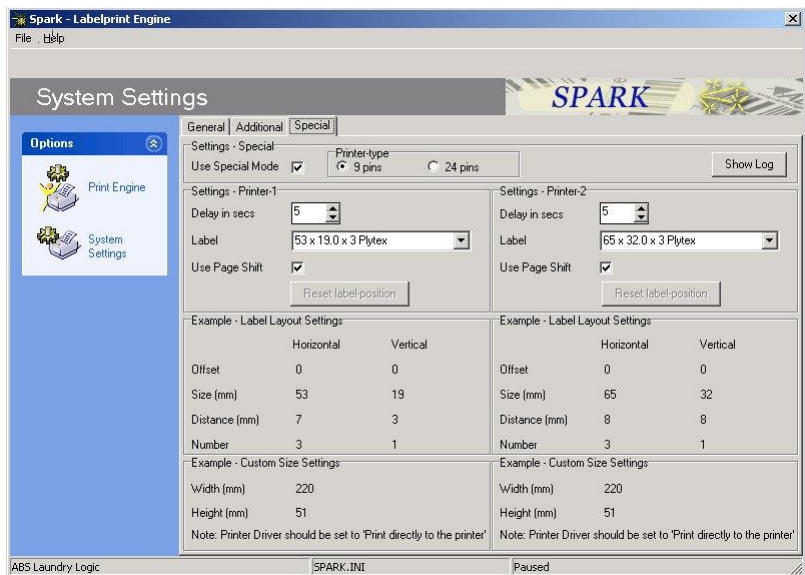 Spark - Labelprint Engine
File Help
System Settings
SPARK
Options
Print Engine
System Settings
General Additional Special
Settings - Special
Use Special Mode
Printer-type
9 pins 24 pins
Show Log
Settings - Printer-1
Delay in secs 5
Label 53 x 19.0 x 3 Plytex
Use Page Shift
Reset label-position
Settings - Printer-2
Delay in secs 5
Label 65 x 32.0 x 3 Plytex
Use Page Shift
Reset label-position
Example - Label Layout Settings
Horizontal Vertical
Offset 0 0
Size (mm) 53 19
Distance (mm) 7 3
Number 3 1
Example - Label Layout Settings
Horizontal Vertical
Offset 0 0
Size (mm) 65 32
Distance (mm) 8 8
Number 3 1
Example - Custom Size Settings
Width (mm) 220
Height (mm) 51
Note: Printer Driver should be set to 'Print directly to the printer'
Example - Custom Size Settings
Width (mm) 220
Height (mm) 51
Note: Printer Driver should be set to 'Print directly to the printer'
ABS Laundry Logic SPARK.INI Paused